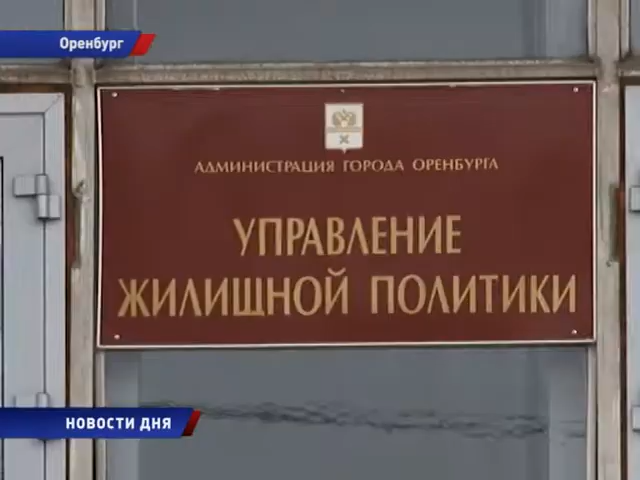 Оренбург
АДМИНИСТРАЦИЯ ГОРОДА ОРЕНБУРГА
УПРАВЛЕНИЕ
ЖИЛИЩНОЙ ПОЛИТИКИ
НОВОСТИ ДНЯ